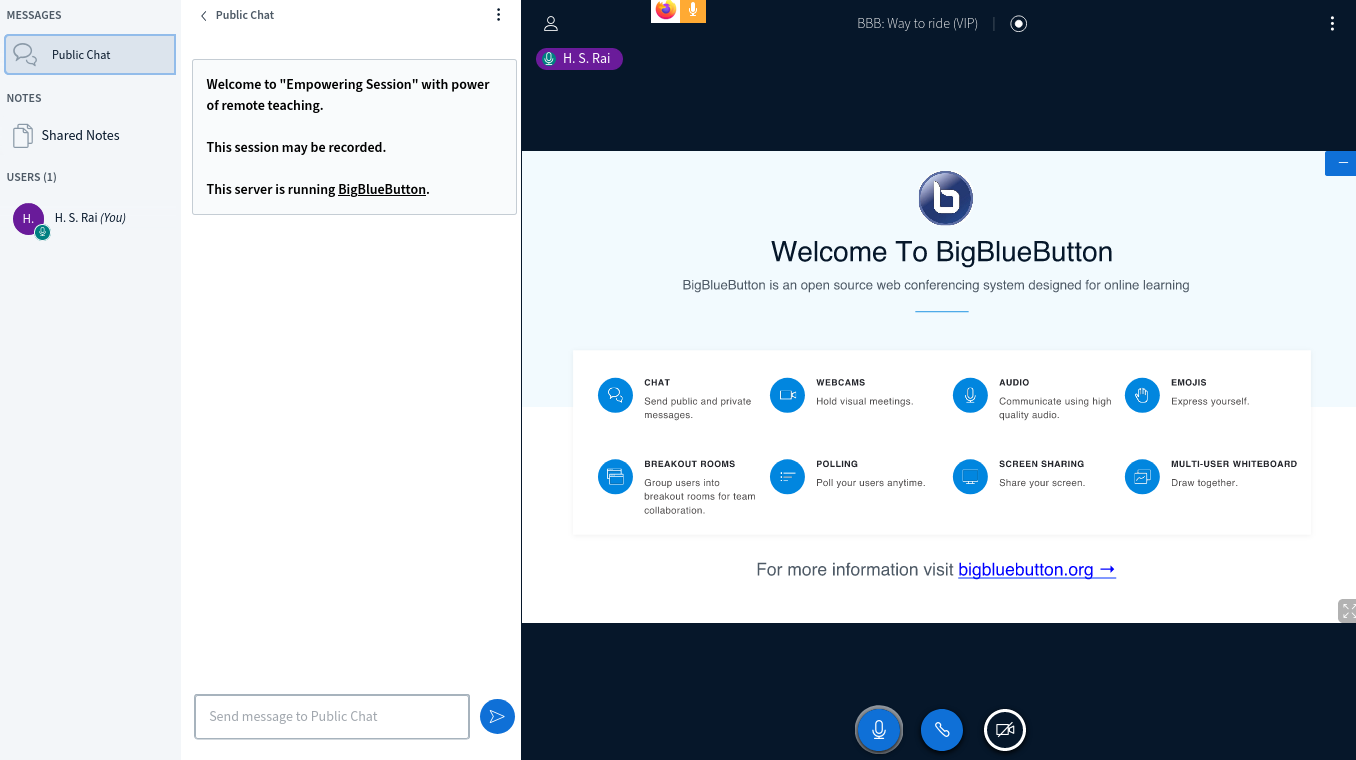 MESSAGES
Public Chat
NOTES
Shared Notes
USERS (1)
H.
H. S. Rai (You)
Public Chat
Welcome to "Empowering Session" with power
of remote teaching.
This session may be recorded.
This server is running BigBlueButton.
Send message to Public Chat
BBB: Way to ride (VIP)
H. S. Rai
b
Welcome To BigBlueButton
BigBlueButton is an open source web conferencing system designed for online learning
CHAT
Send public and private
messages.
WEBCAMS
Hold visual meetings.
AUDIO
Communicate using high
quality audio.
EMOJIS
Express yourself.
BREAKOUT ROOMS
Group users into
breakout rooms for team
collaboration.
POLLING
Poll your users anytime.
SCREEN SHARING
Share your screen.
MULTI-USER WHITEBOARD
Draw together.
For more information visit bigbluebutton.org →